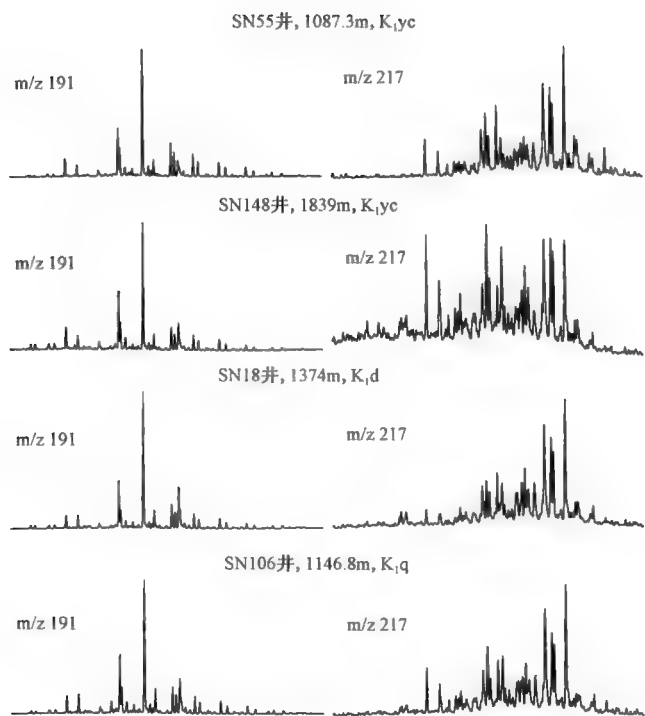 SN55井, 1087.3m, K₁yc
m/z 191
m/z 217
SN148井, 1839m, K₁yc
m/z 191
m/z 217
SN18井, 1374m, K₁d
m/z 191
m/z 217
SN106井, 1146.8m, K₁q
m/z 191
m/z 217